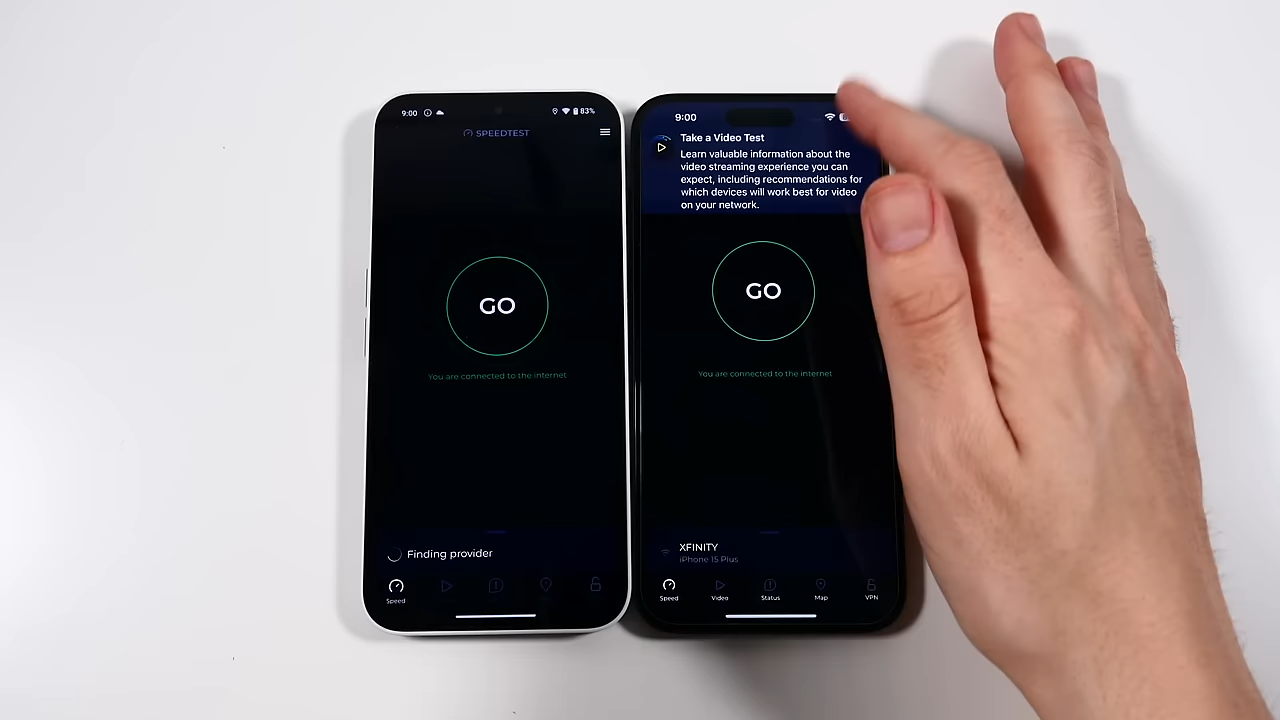 9:00
83%
SPEEDTEST
GO
You are connected to the internet
Finding provider
Speed
9:00
Take a Video Test
Learn valuable information about the
video streaming experience you can
expect, including recommendations for
which devices will work best for video
on your network.
GO
You are connected to the internet
XFINITY
iPhone 15 Plus
Speed
Video
Status
Map
VPN